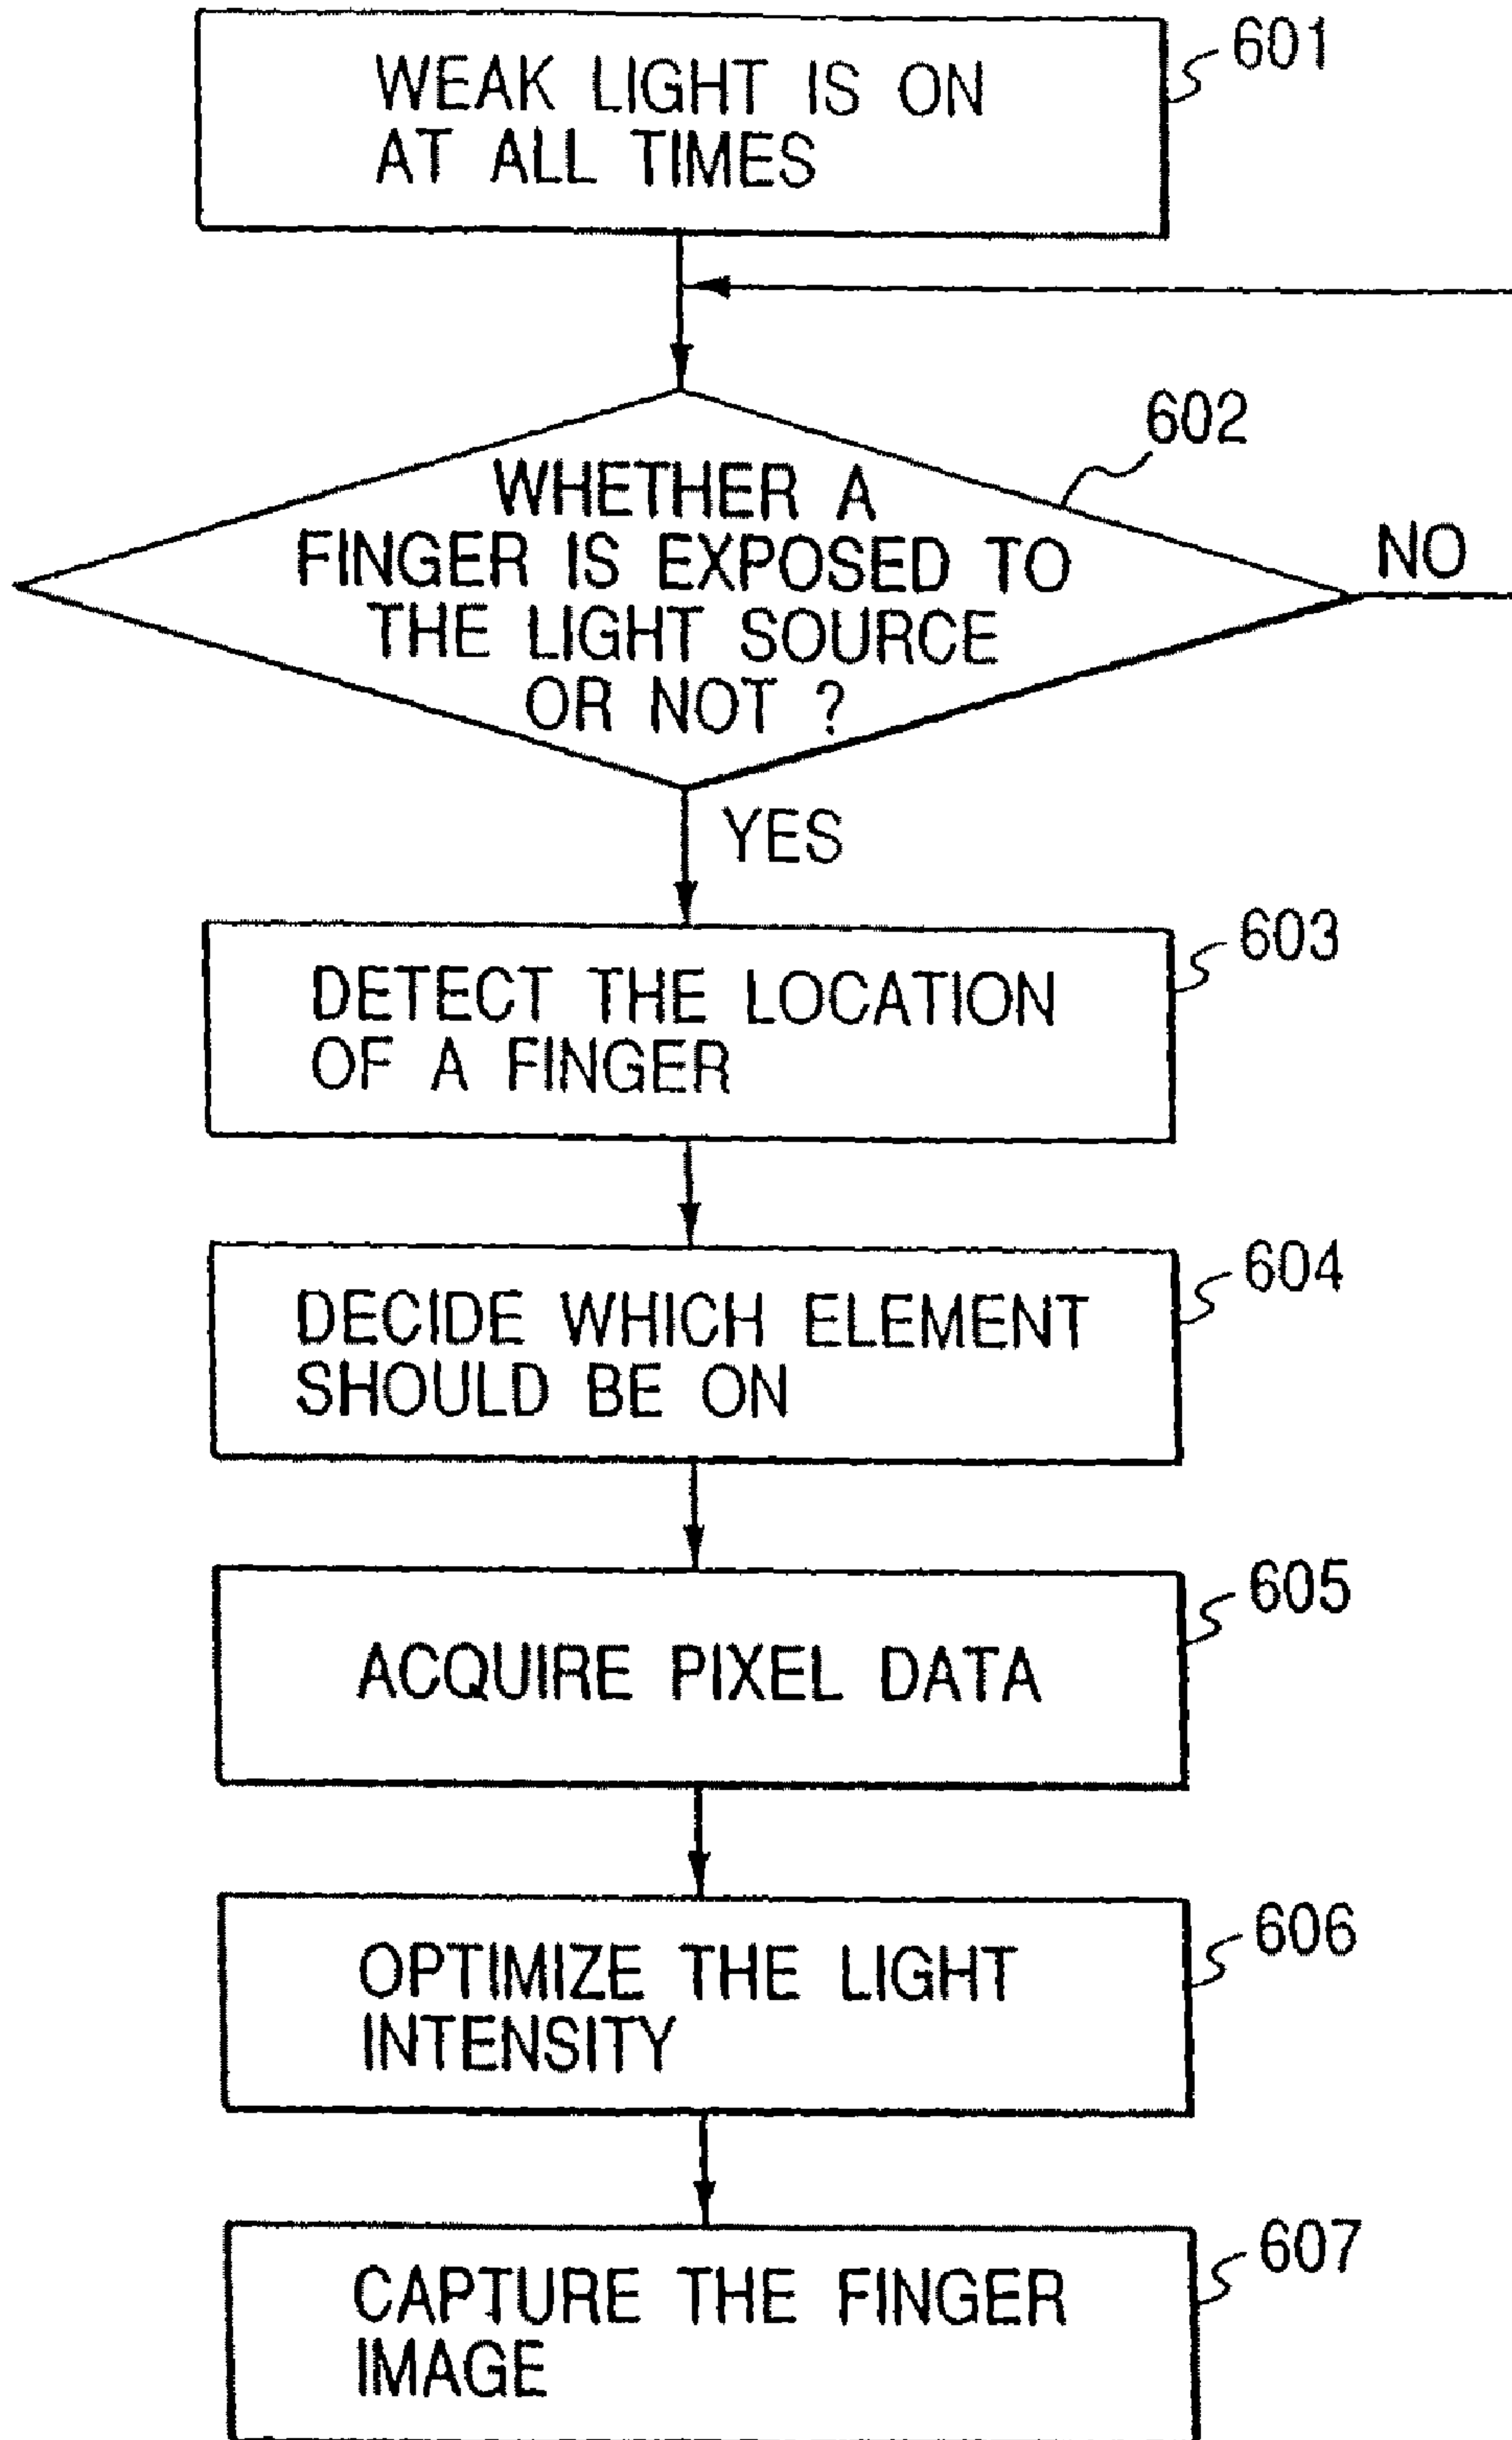 WEAK LIGHT IS ON
AT ALL TIMES
601
WHETHER A
FINGER IS EXPOSED TO
THE LIGHT SOURCE
OR NOT ?
602
NO
YES
DETECT THE LOCATION
OF A FINGER
603
DECIDE WHICH ELEMENT
SHOULD BE ON
604
ACQUIRE PIXEL DATA
605
OPTIMIZE THE LIGHT
INTENSITY
606
CAPTURE THE FINGER
IMAGE
607